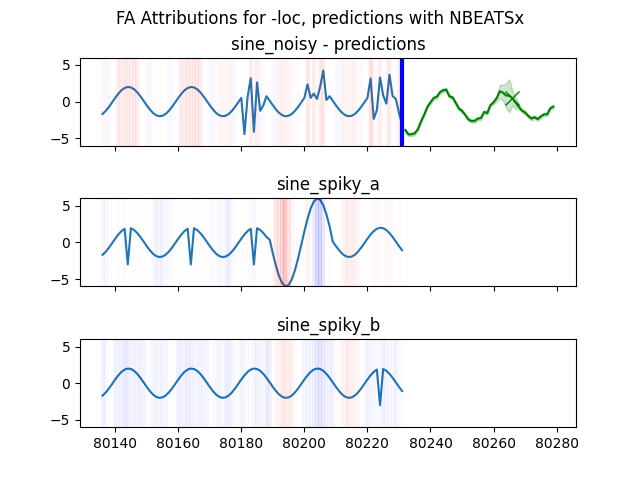 FA Attributions for -loc, predictions with NBEATSx
sine_noisy - predictions
5
0
−5
sine_spiky_a
5
0
−5
sine_spiky_b
5
0
−5
80140 80160 80180 80200 80220 80240 80260 80280